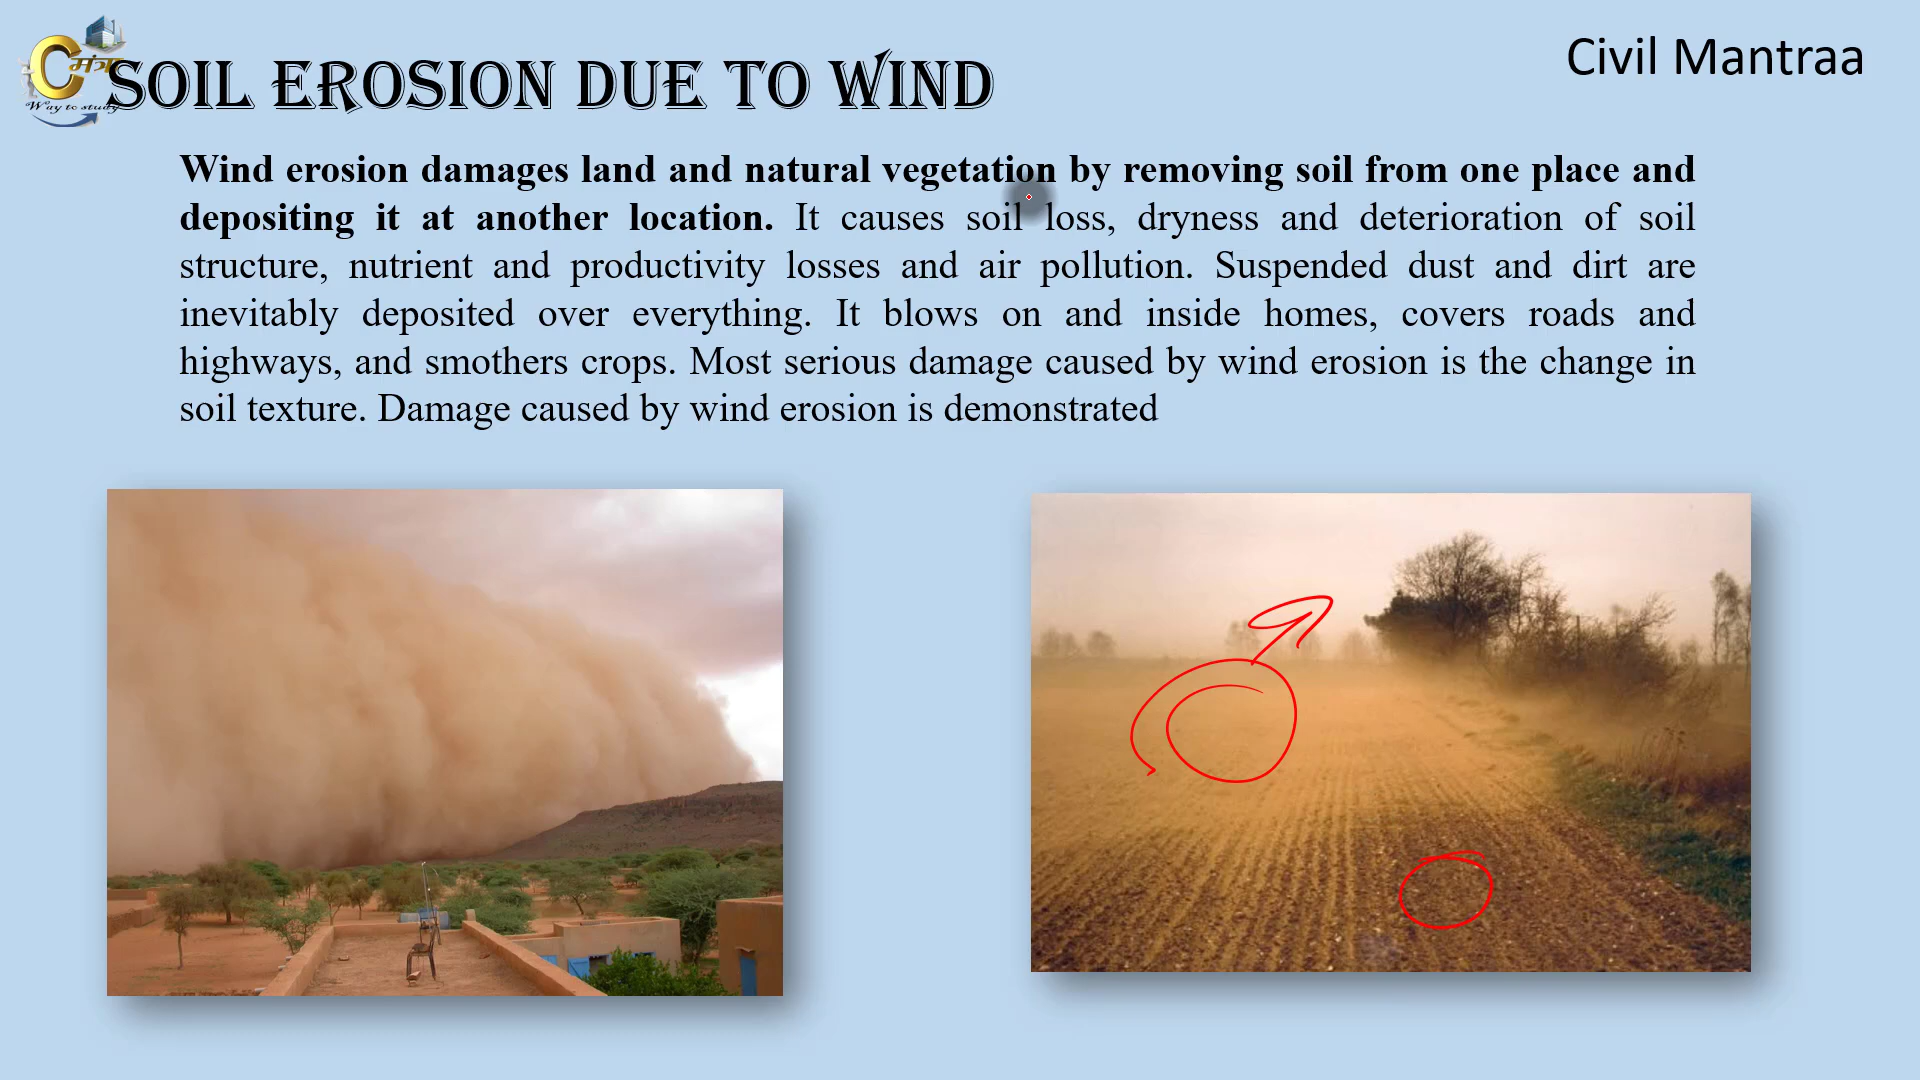 Civil Mantraa
C मंत्रा
Way to study
SOIL EROSION DUE TO WIND
Wind erosion damages land and natural vegetation by removing soil from one place and
depositing it at another location. It causes soil loss, dryness and deterioration of soil
structure, nutrient and productivity losses and air pollution. Suspended dust and dirt are
inevitably deposited over everything. It blows on and inside homes, covers roads and
highways, and smothers crops. Most serious damage caused by wind erosion is the change in
soil texture. Damage caused by wind erosion is demonstrated